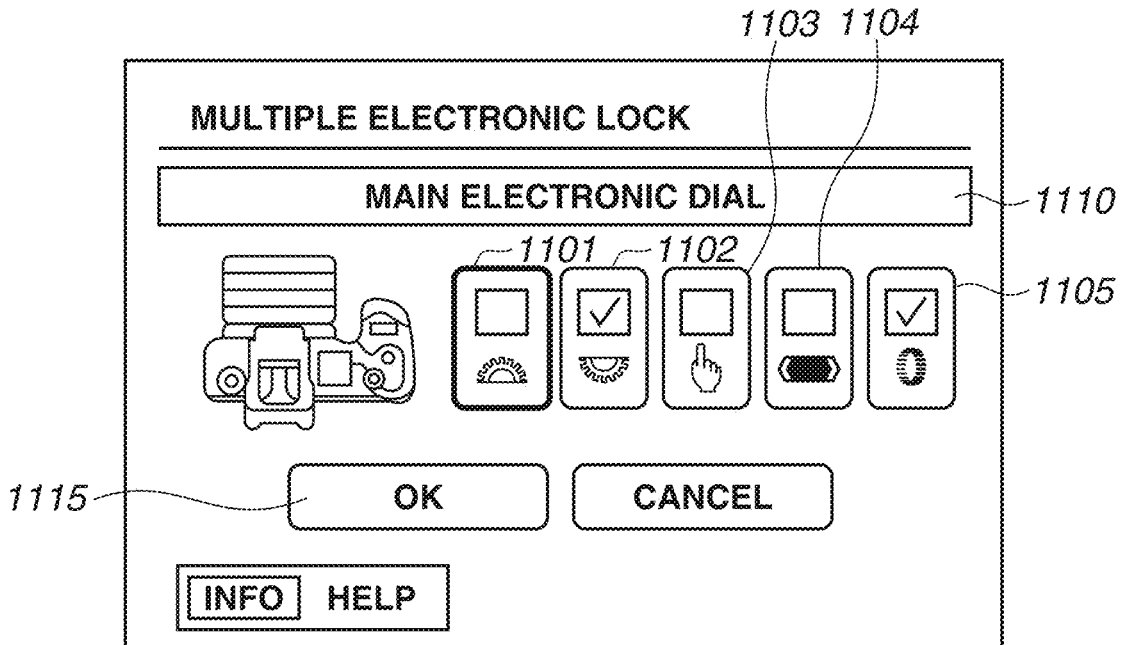 1103 1104
MULTIPLE ELECTRONIC LOCK
MAIN ELECTRONIC DIAL
1110
1101 1102
1105
1115
OK CANCEL
INFO HELP